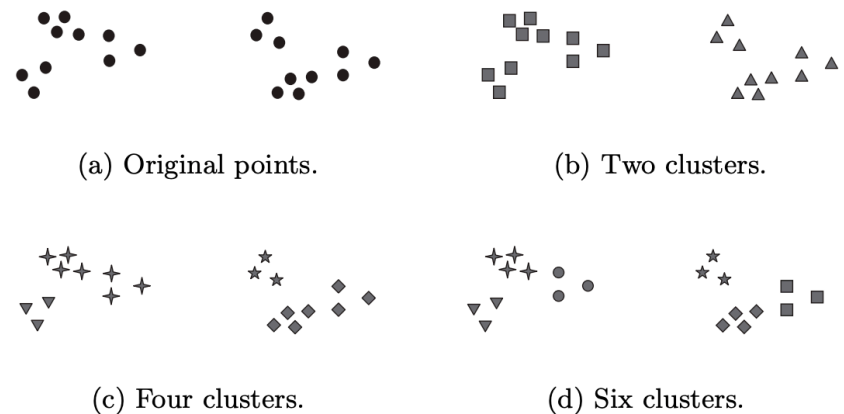 (a) Original points.
(b) Two clusters.
(c) Four clusters.
(d) Six clusters.